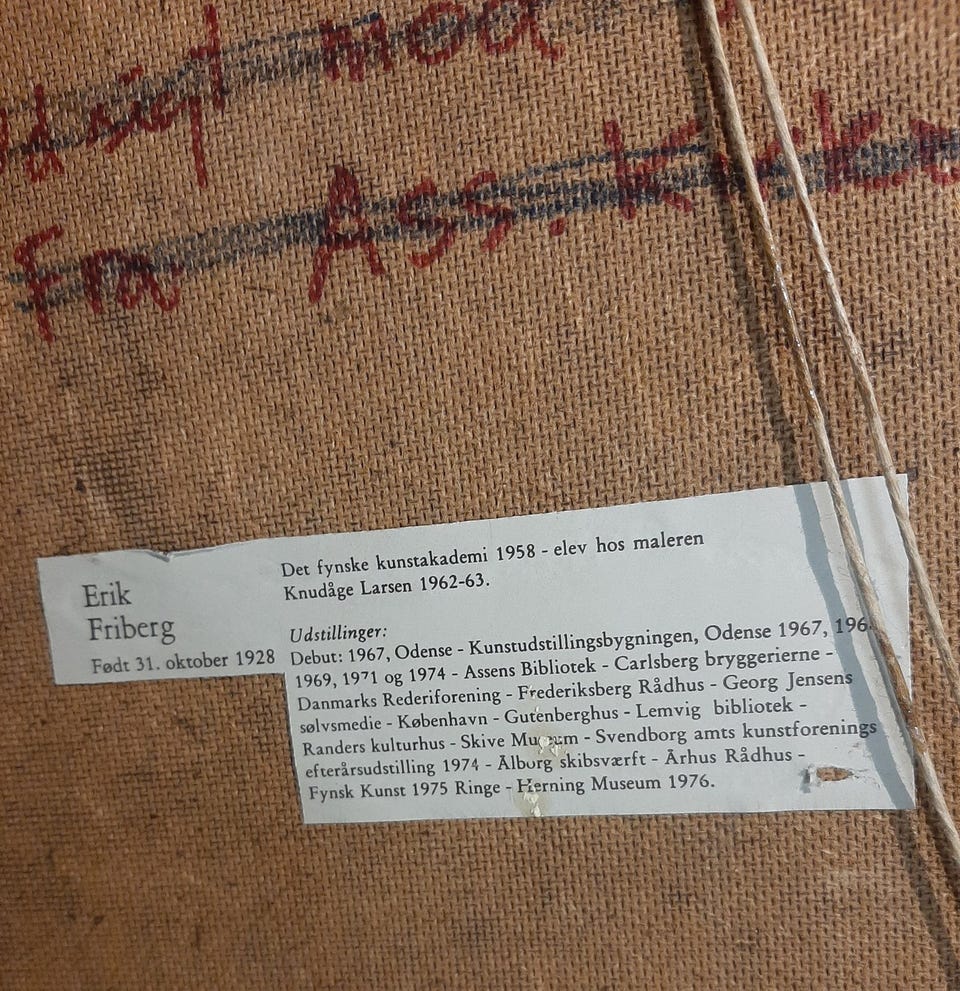 mod
Fra Ass.
Erik
Friberg
Født 31. oktober 1928
Det fynske kunstakademi 1958 - elev hos maleren
Knudåge Larsen 1962-63.
Udstillinger:
Debut: 1967, Odense - Kunstudstillingsbygningen, Odense 1967,
1969, 1971 og 1974 - Assens Bibliotek - Carlsberg bryggerierne -
Danmarks Rederiforening - Frederiksberg Rådhus - Georg Jensens
sølvsmedie - København - Gutenberghus - Lemvig bibliotek -
Randers kulturhus - Skive Museum - Svendborg amts kunstforenings
efterårsudstilling 1974 - Ålborg skibsværft - Århus Rådhus -
Fynsk Kunst 1975 Ringe - Herning Museum 1976.